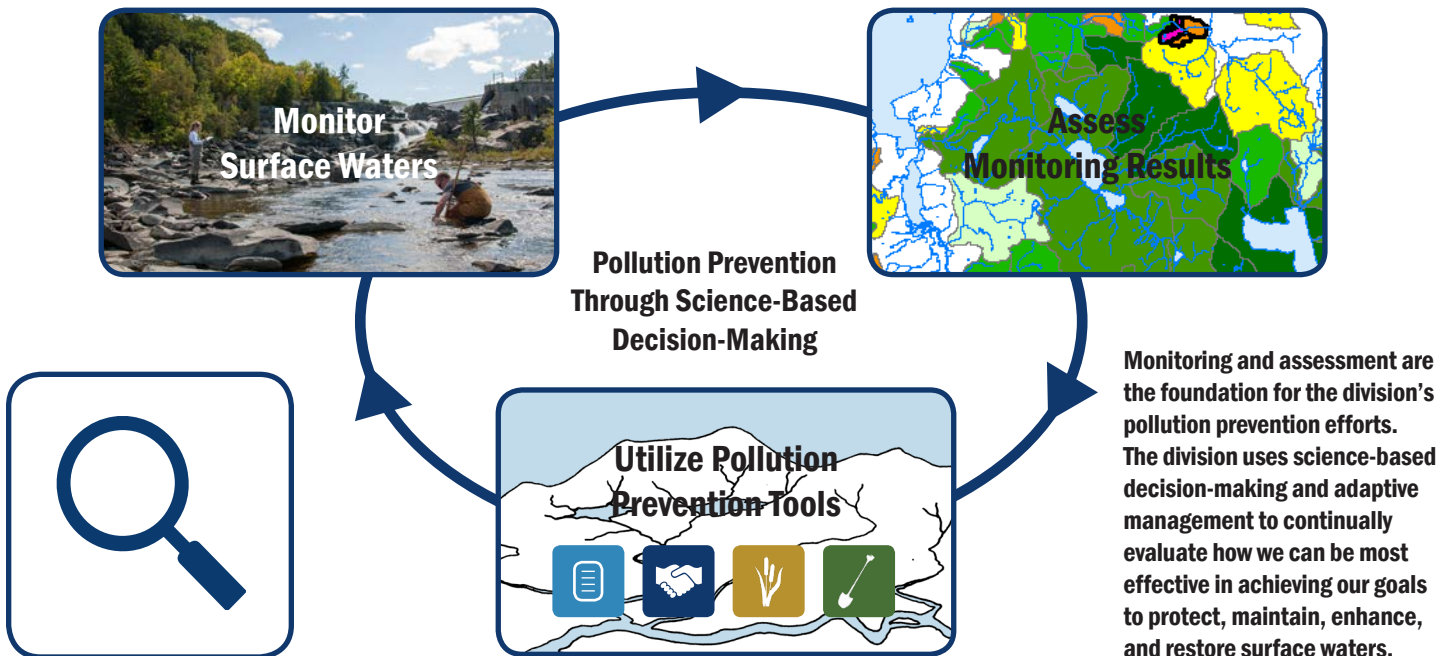 Monitor
Surface Waters
Assess
Monitoring Results
Pollution Prevention
Through Science-Based
Decision-Making
Utilize Pollution
Prevention Tools
Monitoring and assessment are
the foundation for the division's
pollution prevention efforts.
The division uses science-based
decision-making and adaptive
management to continually
evaluate how we can be most
effective in achieving our goals
to protect, maintain, enhance,
and restore surface waters.